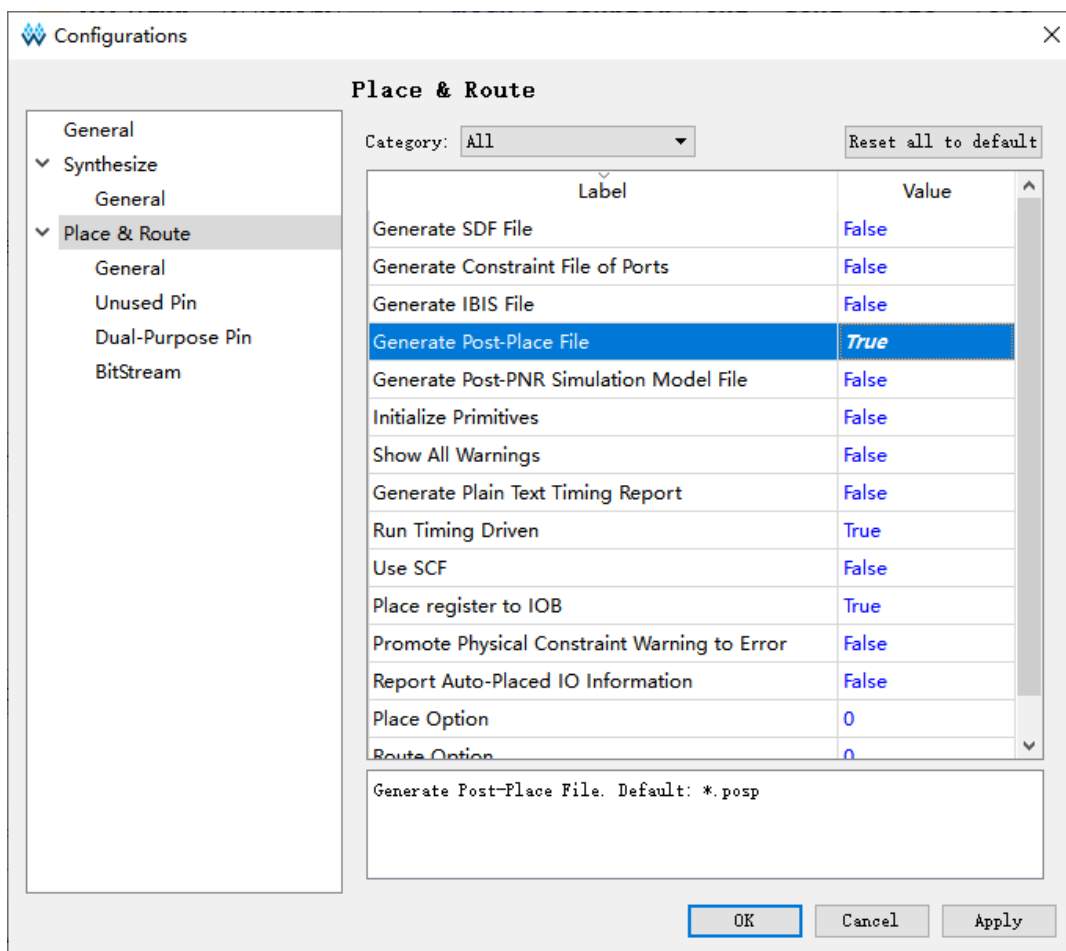 Configurations
Place & Route
General
Synthesize
General
Place & Route
General
Unused Pin
Dual-Purpose Pin
BitStream
Category: All Reset all to default
Label Value
Generate SDF File False
Generate Constraint File of Ports False
Generate IBIS File False
Generate Post-Place File True
Generate Post-PNR Simulation Model File False
Initialize Primitives False
Show All Warnings False
Generate Plain Text Timing Report False
Run Timing Driven True
Use SCF False
Place register to IOB True
Promote Physical Constraint Warning to Error False
Report Auto-Placed IO Information False
Place Option 0
Route Option 0
Generate Post-Place File. Default: *.posp
OK Cancel Apply